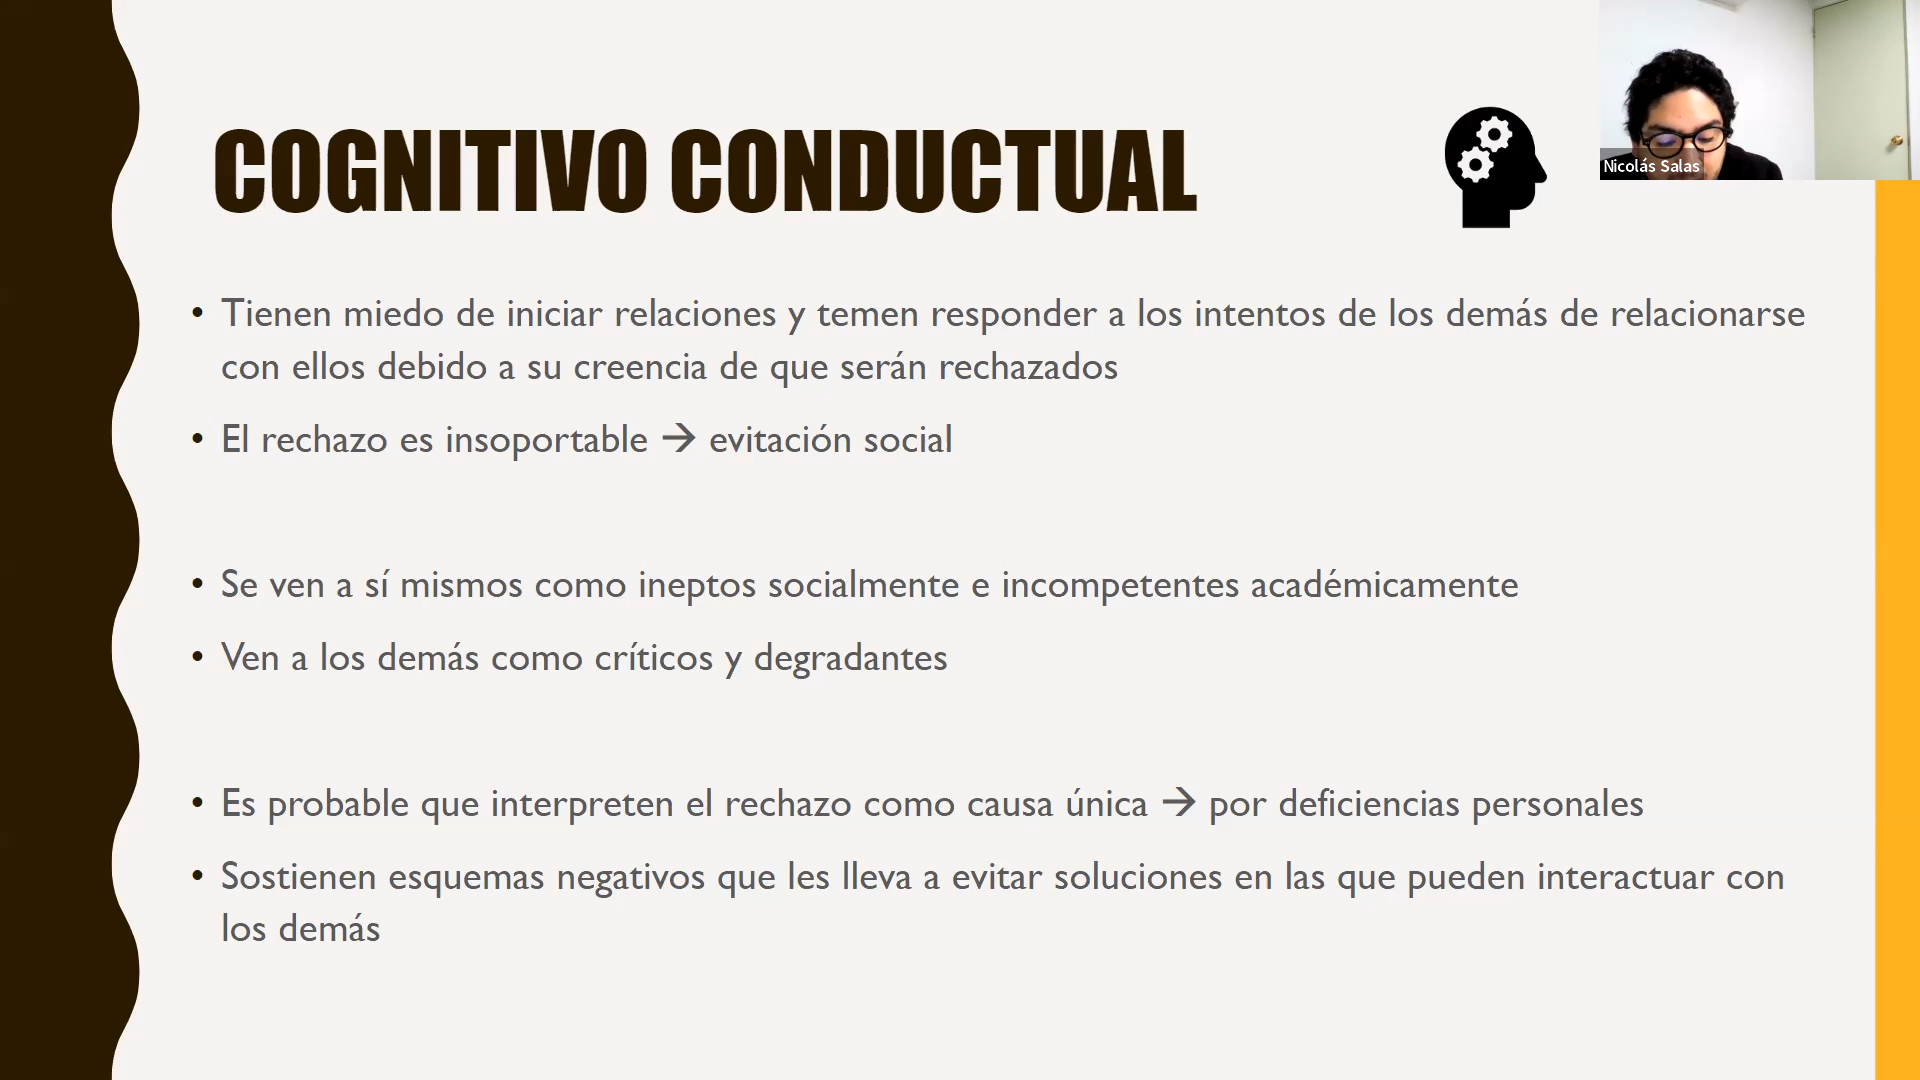 COGNITIVO CONDUCTUAL
Nicolás Salas
• Tienen miedo de iniciar relaciones y temen responder a los intentos de los demás de relacionarse
con ellos debido a su creencia de que serán rechazados
• El rechazo es insoportable → evitación social
• Se ven a sí mismos como ineptos socialmente e incompetentes académicamente
• Ven a los demás como críticos y degradantes
• Es probable que interpreten el rechazo como causa única → por deficiencias personales
• Sostienen esquemas negativos que les lleva a evitar soluciones en las que pueden interactuar con
los demás